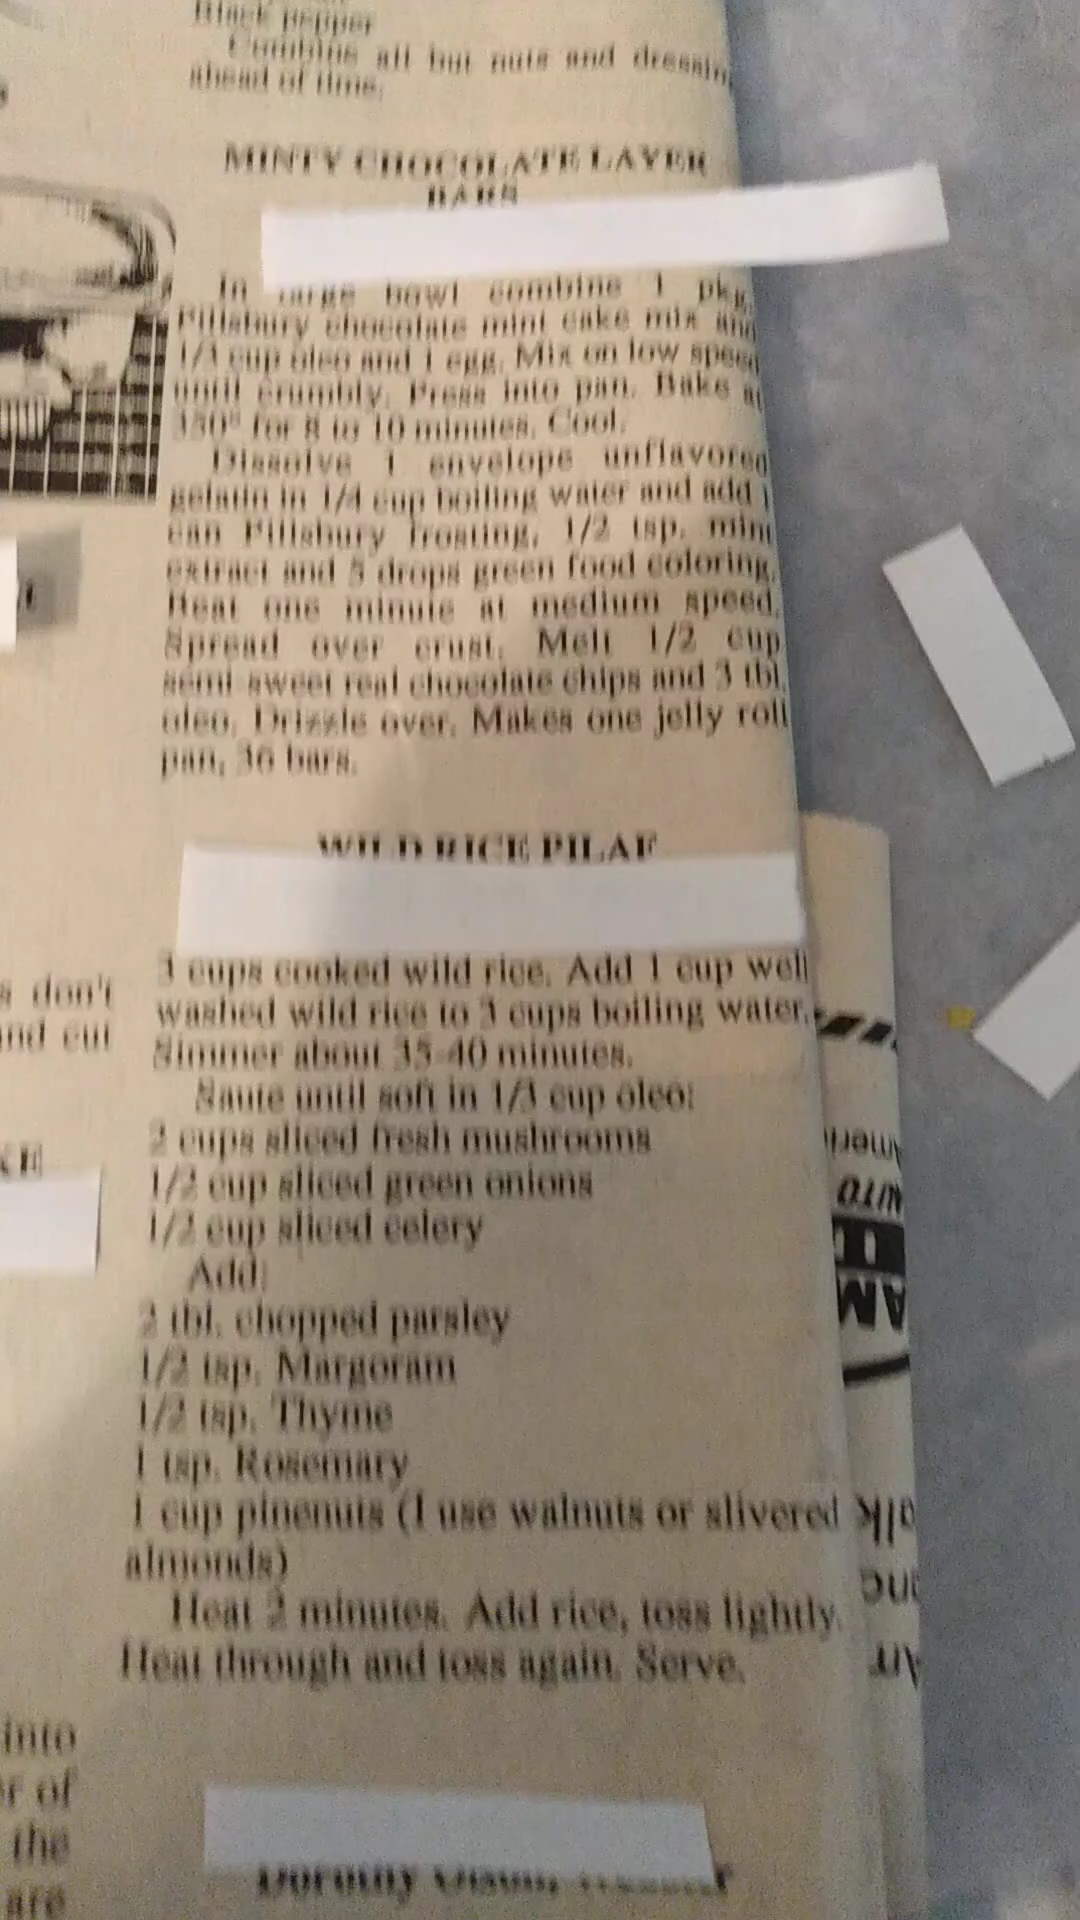 Black pepper
Combine all but nuts and dressing
ahead of time.
MINTY CHOCOLATE LAYER
BARS
In large bowl combine 1 pkg.
Pillsbury chocolate mint cake mix and
1/3 cup oleo and 1 egg. Mix on low speed
until crumbly. Press into pan. Bake at
350° for 8 to 10 minutes. Cool.
Dissolve 1 envelope unflavored
gelatin in 1/4 cup boiling water and add 1
can Pillsbury frosting, 1/2 tsp. mint
extract and 5 drops green food coloring.
Heat one minute at medium speed.
Spread over crust. Melt 1/2 cup
semi-sweet real chocolate chips and 3 tbl.
oleo. Drizzle over. Makes one jelly roll
pan, 36 bars.
WILD RICE PILAF
3 cups cooked wild rice. Add 1 cup well
washed wild rice to 3 cups boiling water.
Simmer about 35-40 minutes.
Saute until soft in 1/3 cup oleo:
2 cups sliced fresh mushrooms
1/2 cup sliced green onions
1/2 cup sliced celery
Add:
2 tbl. chopped parsley
1/2 tsp. Margoram
1/2 tsp. Thyme
1 tsp. Rosemary
1 cup pinenuts (I use walnuts or slivered
almonds)
Heat 2 minutes. Add rice, toss lightly.
Heat through and toss again. Serve.
Dorothy
don't
and cut
into
of
the
are
Ameri
AUTO
AM